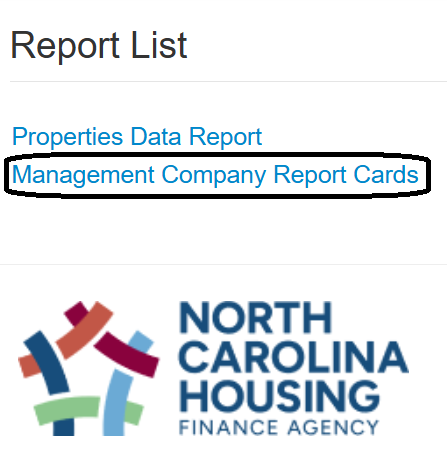 Report List
Properties Data Report
Management Company Report Cards
NORTH
CAROLINA
HOUSING
FINANCE AGENCY